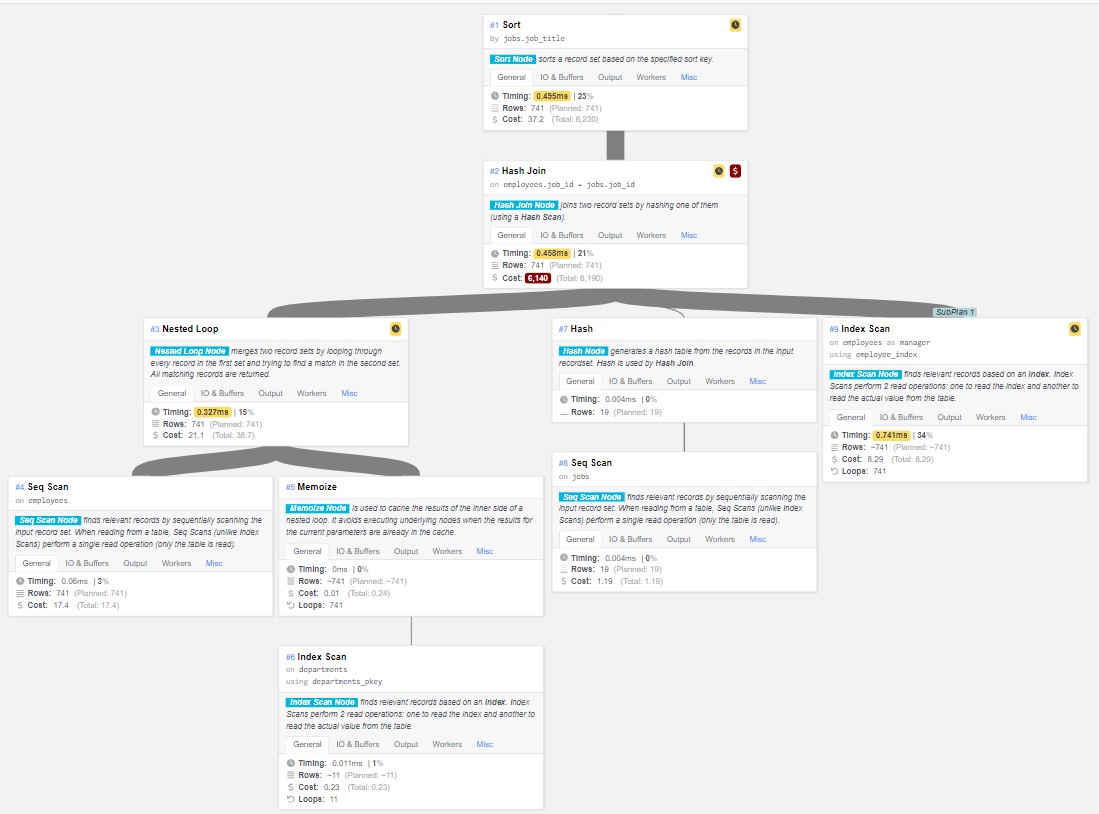 #1 Sort
by jobs.job_title
Sort Node sorts a record set based on the specified sort key.
General IO & Buffers Output Workers Misc
Timing: 0.495ms | 23%
Rows: 741 (Planned: 741)
Cost: 37.2 (Total: 6,230)
#2 Hash Join $
on employees.job_id = jobs.job_id
Hash Join Node joins two record sets by hashing one of them
(using a Hash Scan).
General IO & Buffers Output Workers Misc
Timing: 0.458ms | 21%
Rows: 741 (Planned: 741)
$ Cost: 6,140 (Total: 6,190)
#3 Nested Loop
Nested Loop Node merges two record sets by looping through
every record in the first set and trying to find a match in the second set.
All matching records are returned.
General IO & Buffers Output Workers Misc
Timing: 0.327ms | 15%
Rows: 741 (Planned: 741)
$ Cost: 21.1 (Total: 38.7)
#7 Hash
Hash Node generates a hash table from the records in the input
recordset. Hash is used by Hash Join.
General IO & Buffers Output Workers Misc
Timing: 0.004ms | 0%
Rows: 19 (Planned: 19)
SubPlan 1
#9 Index Scan
on employees as manager
using employee_index
Index Scan Node finds relevant records based on an Index. Index
Scans perform 2 read operations: one to read the index and another to
read the actual value from the table.
General IO & Buffers Output Workers Misc
Timing: 0.741ms | 34%
Rows: ~741 (Planned: ~741)
$ Cost: 8.29 (Total: 8.29)
Loops: 741
#4 Seq Scan
on employees
Seq Scan Node finds relevant records by sequentially scanning the
input record set. When reading from a table, Seq Scans (unlike Index
Scans) perform a single read operation (only the table is read).
General IO & Buffers Output Workers Misc
Timing: 0.06ms | 3%
Rows: 741 (Planned: 741)
$ Cost: 17.4 (Total: 17.4)
#5 Memoize
Memoize Node is used to cache the results of the inner side of a
nested loop. It avoids executing underlying nodes when the results for
the current parameters are already in the cache.
General IO & Buffers Output Workers Misc
Timing: 0ms | 0%
Rows: ~741 (Planned: ~741)
$ Cost: 0.01 (Total: 0.24)
Loops: 741
#8 Seq Scan
on jobs
Seq Scan Node finds relevant records by sequentially scanning the
input record set. When reading from a table, Seq Scans (unlike Index
Scans) perform a single read operation (only the table is read).
General IO & Buffers Output Workers Misc
Timing: 0.004ms | 0%
Rows: 19 (Planned: 19)
$ Cost: 1.19 (Total: 1.19)
#6 Index Scan
on departments
using departments_pkey
Index Scan Node finds relevant records based on an Index. Index
Scans perform 2 read operations: one to read the index and another to
read the actual value from the table.
General IO & Buffers Output Workers Misc
Timing: 0.011ms | 1%
Rows: ~11 (Planned: ~11)
$ Cost: 0.23 (Total: 0.23)
Loops: 11